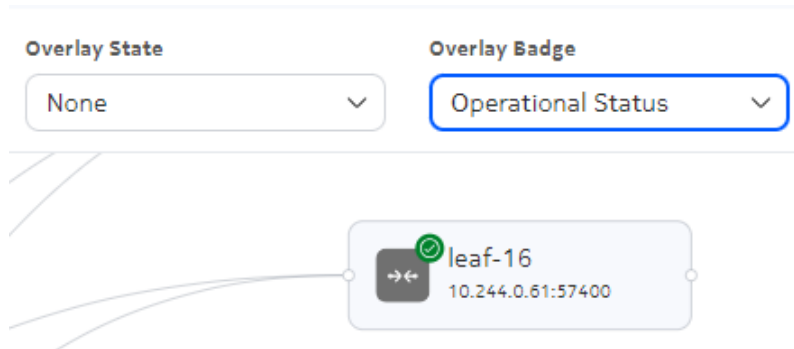 Overlay State
Overlay Badge
None
Operational Status
leaf-16
10.244.0.61:57400